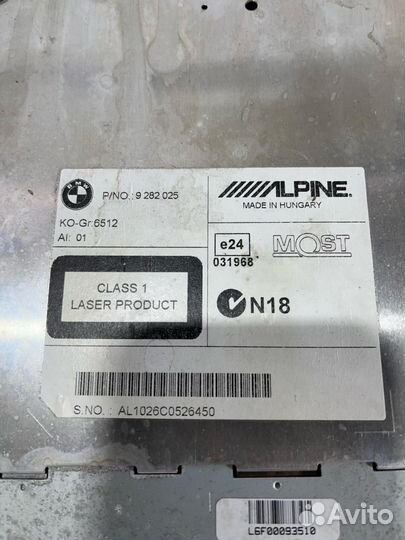 BMW
P/NO.: 9 282 025
ALPINE
MADE IN HUNGARY
KO-Gr:6512
AI: 01
e24
031968
MOST
CLASS 1
LASER PRODUCT
N18
S.NO.: AL1026C0526450
L6F00093510
Avito